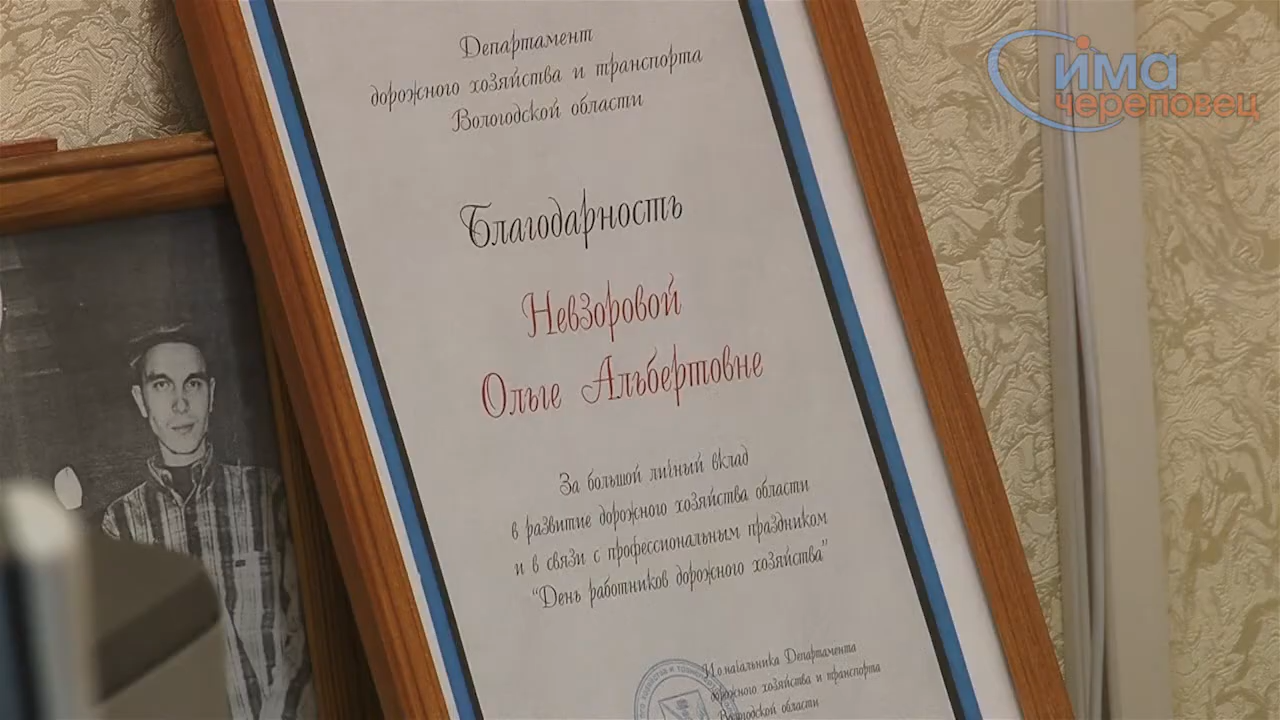 Департамент
дорожного хозяйства и транспорта
Вологодской области
Благодарность
Невзоровой
Ольге Альбертовне
За большой личный вклад
в развитие дорожного хозяйства области
и в связи с профессиональным праздником
“День работников дорожного хозяйства”
И.о.начальника Департамента
дорожного хозяйства и транспорта
Вологодской области
има
череповец